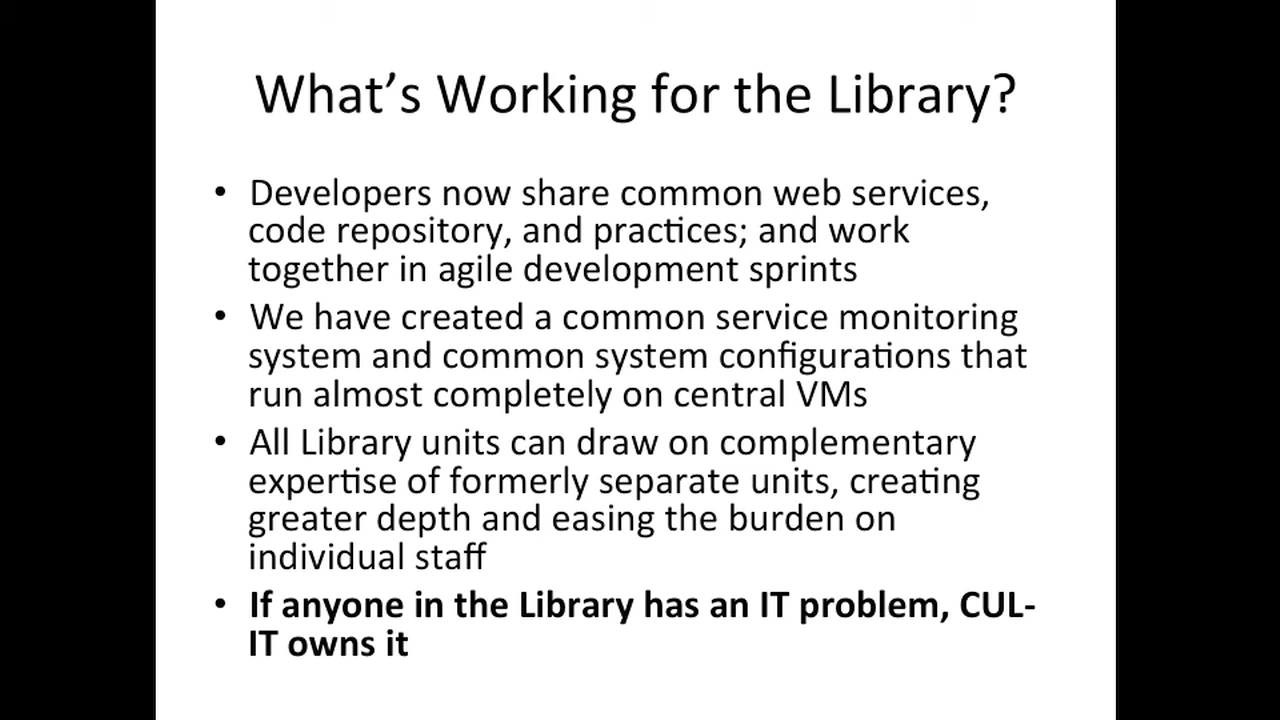 What’s Working for the Library?
• Developers now share common web services,
code repository, and practices; and work
together in agile development sprints
• We have created a common service monitoring
system and common system configurations that
run almost completely on central VMs
• All Library units can draw on complementary
expertise of formerly separate units, creating
greater depth and easing the burden on
individual staff
• If anyone in the Library has an IT problem, CUL-
IT owns it